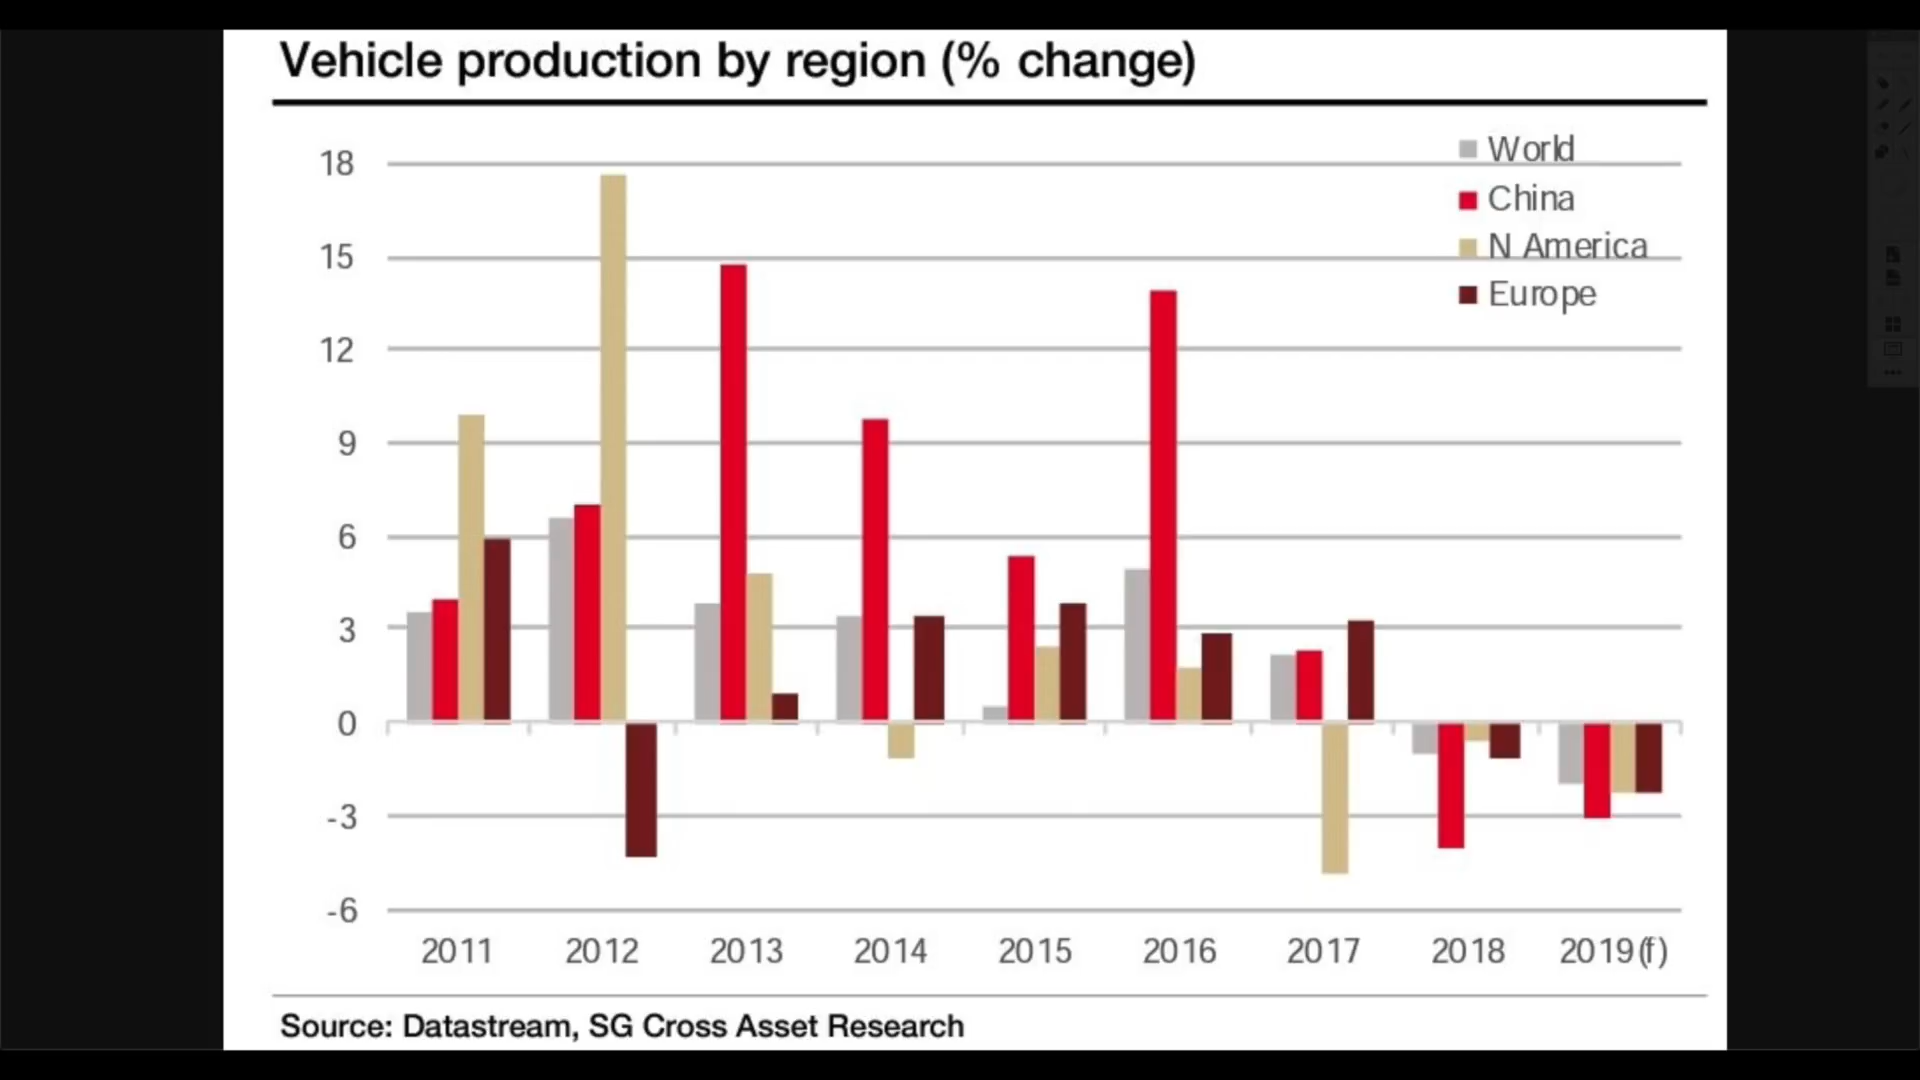 Vehicle production by region (% change)
World
China
N America
Europe
18
15
12
9
6
3
0
-3
-6
2011 2012 2013 2014 2015 2016 2017 2018 2019(f)
Source: Datastream, SG Cross Asset Research